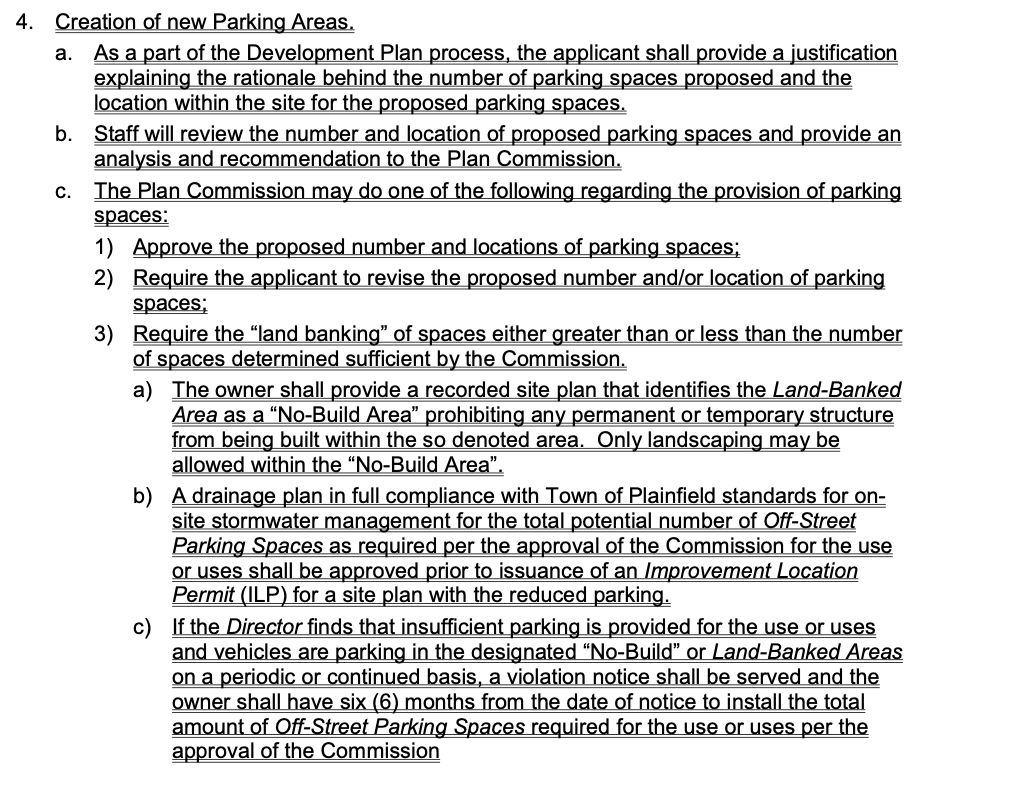 4. Creation of new Parking Areas.
a. As a part of the Development Plan process, the applicant shall provide a justification
explaining the rationale behind the number of parking spaces proposed and the
location within the site for the proposed parking spaces.
b. Staff will review the number and location of proposed parking spaces and provide an
analysis and recommendation to the Plan Commission.
c. The Plan Commission may do one of the following regarding the provision of parking
spaces:
1) Approve the proposed number and locations of parking spaces;
2) Require the applicant to revise the proposed number and/or location of parking
spaces;
3) Require the “land banking” of spaces either greater than or less than the number
of spaces determined sufficient by the Commission.
a) The owner shall provide a recorded site plan that identifies the Land-Banked
Area as a “No-Build Area” prohibiting any permanent or temporary structure
from being built within the so denoted area.  Only landscaping may be
allowed within the “No-Build Area”.
b) A drainage plan in full compliance with Town of Plainfield standards for on-
site stormwater management for the total potential number of Off-Street
Parking Spaces as required per the approval of the Commission for the use
or uses shall be approved prior to issuance of an Improvement Location
Permit (ILP) for a site plan with the reduced parking.
c) If the Director finds that insufficient parking is provided for the use or uses
and vehicles are parking in the designated “No-Build” or Land-Banked Areas
on a periodic or continued basis, a violation notice shall be served and the
owner shall have six (6) months from the date of notice to install the total
amount of Off-Street Parking Spaces required for the use or uses per the
approval of the Commission